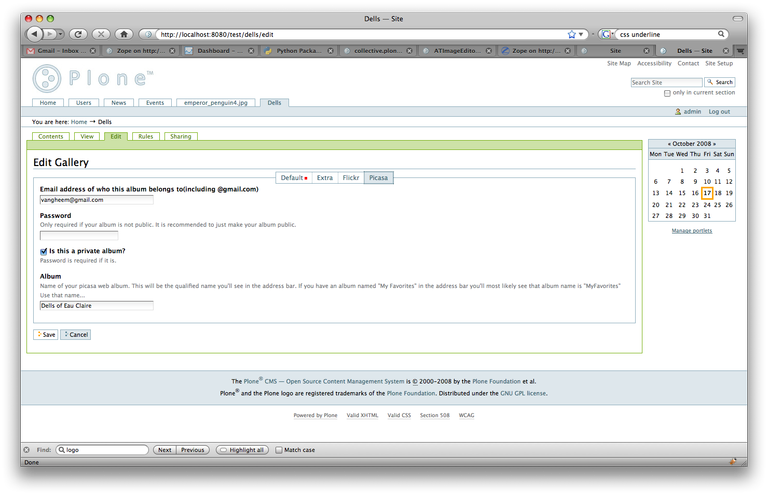 Dells — Site
http://localhost:8080/test/dells/edit
css underline
Gmail – Inbox ...
Zope on http:/...
Dashboard – ...
Python Packa...
collective.plon...
ATImageEdito...
Zope on http:/...
Site
Dells — Site
Site Map Accessibility Contact Site Setup
Plone™
Search Site Search
only in current section
Home Users News Events emperor_penguin4.jpg Dells
admin Log out
You are here: Home → Dells
Contents View Edit Rules Sharing
Edit Gallery
Default Extra Flickr Picasa
Email address of who this album belongs to(including @gmail.com)
vangheem@gmail.com
Password
Only required if your album is not public. It is recommended to just make your album public.
Is this a private album?
Password is required if it is.
Album
Name of your picasa web album. This will be the qualified name you'll see in the address bar. If you have an album named "My Favorites" in the address bar you'll most likely see that album name is "MyFavorites"
Use that name...
Dells of Eau Claire
Save Cancel
« October 2008 »
Mon Tue Wed Thu Fri Sat Sun
1 2 3 4 5
6 7 8 9 10 11 12
13 14 15 16 17 18 19
20 21 22 23 24 25 26
27 28 29 30 31
Manage portlets
The Plone® CMS — Open Source Content Management System is © 2000-2008 by the Plone Foundation et al.
Plone® and the Plone logo are registered trademarks of the Plone Foundation. Distributed under the GNU GPL license.
Powered by Plone Valid XHTML Valid CSS Section 508 WCAG
Find: logo Next Previous Highlight all Match case
Done